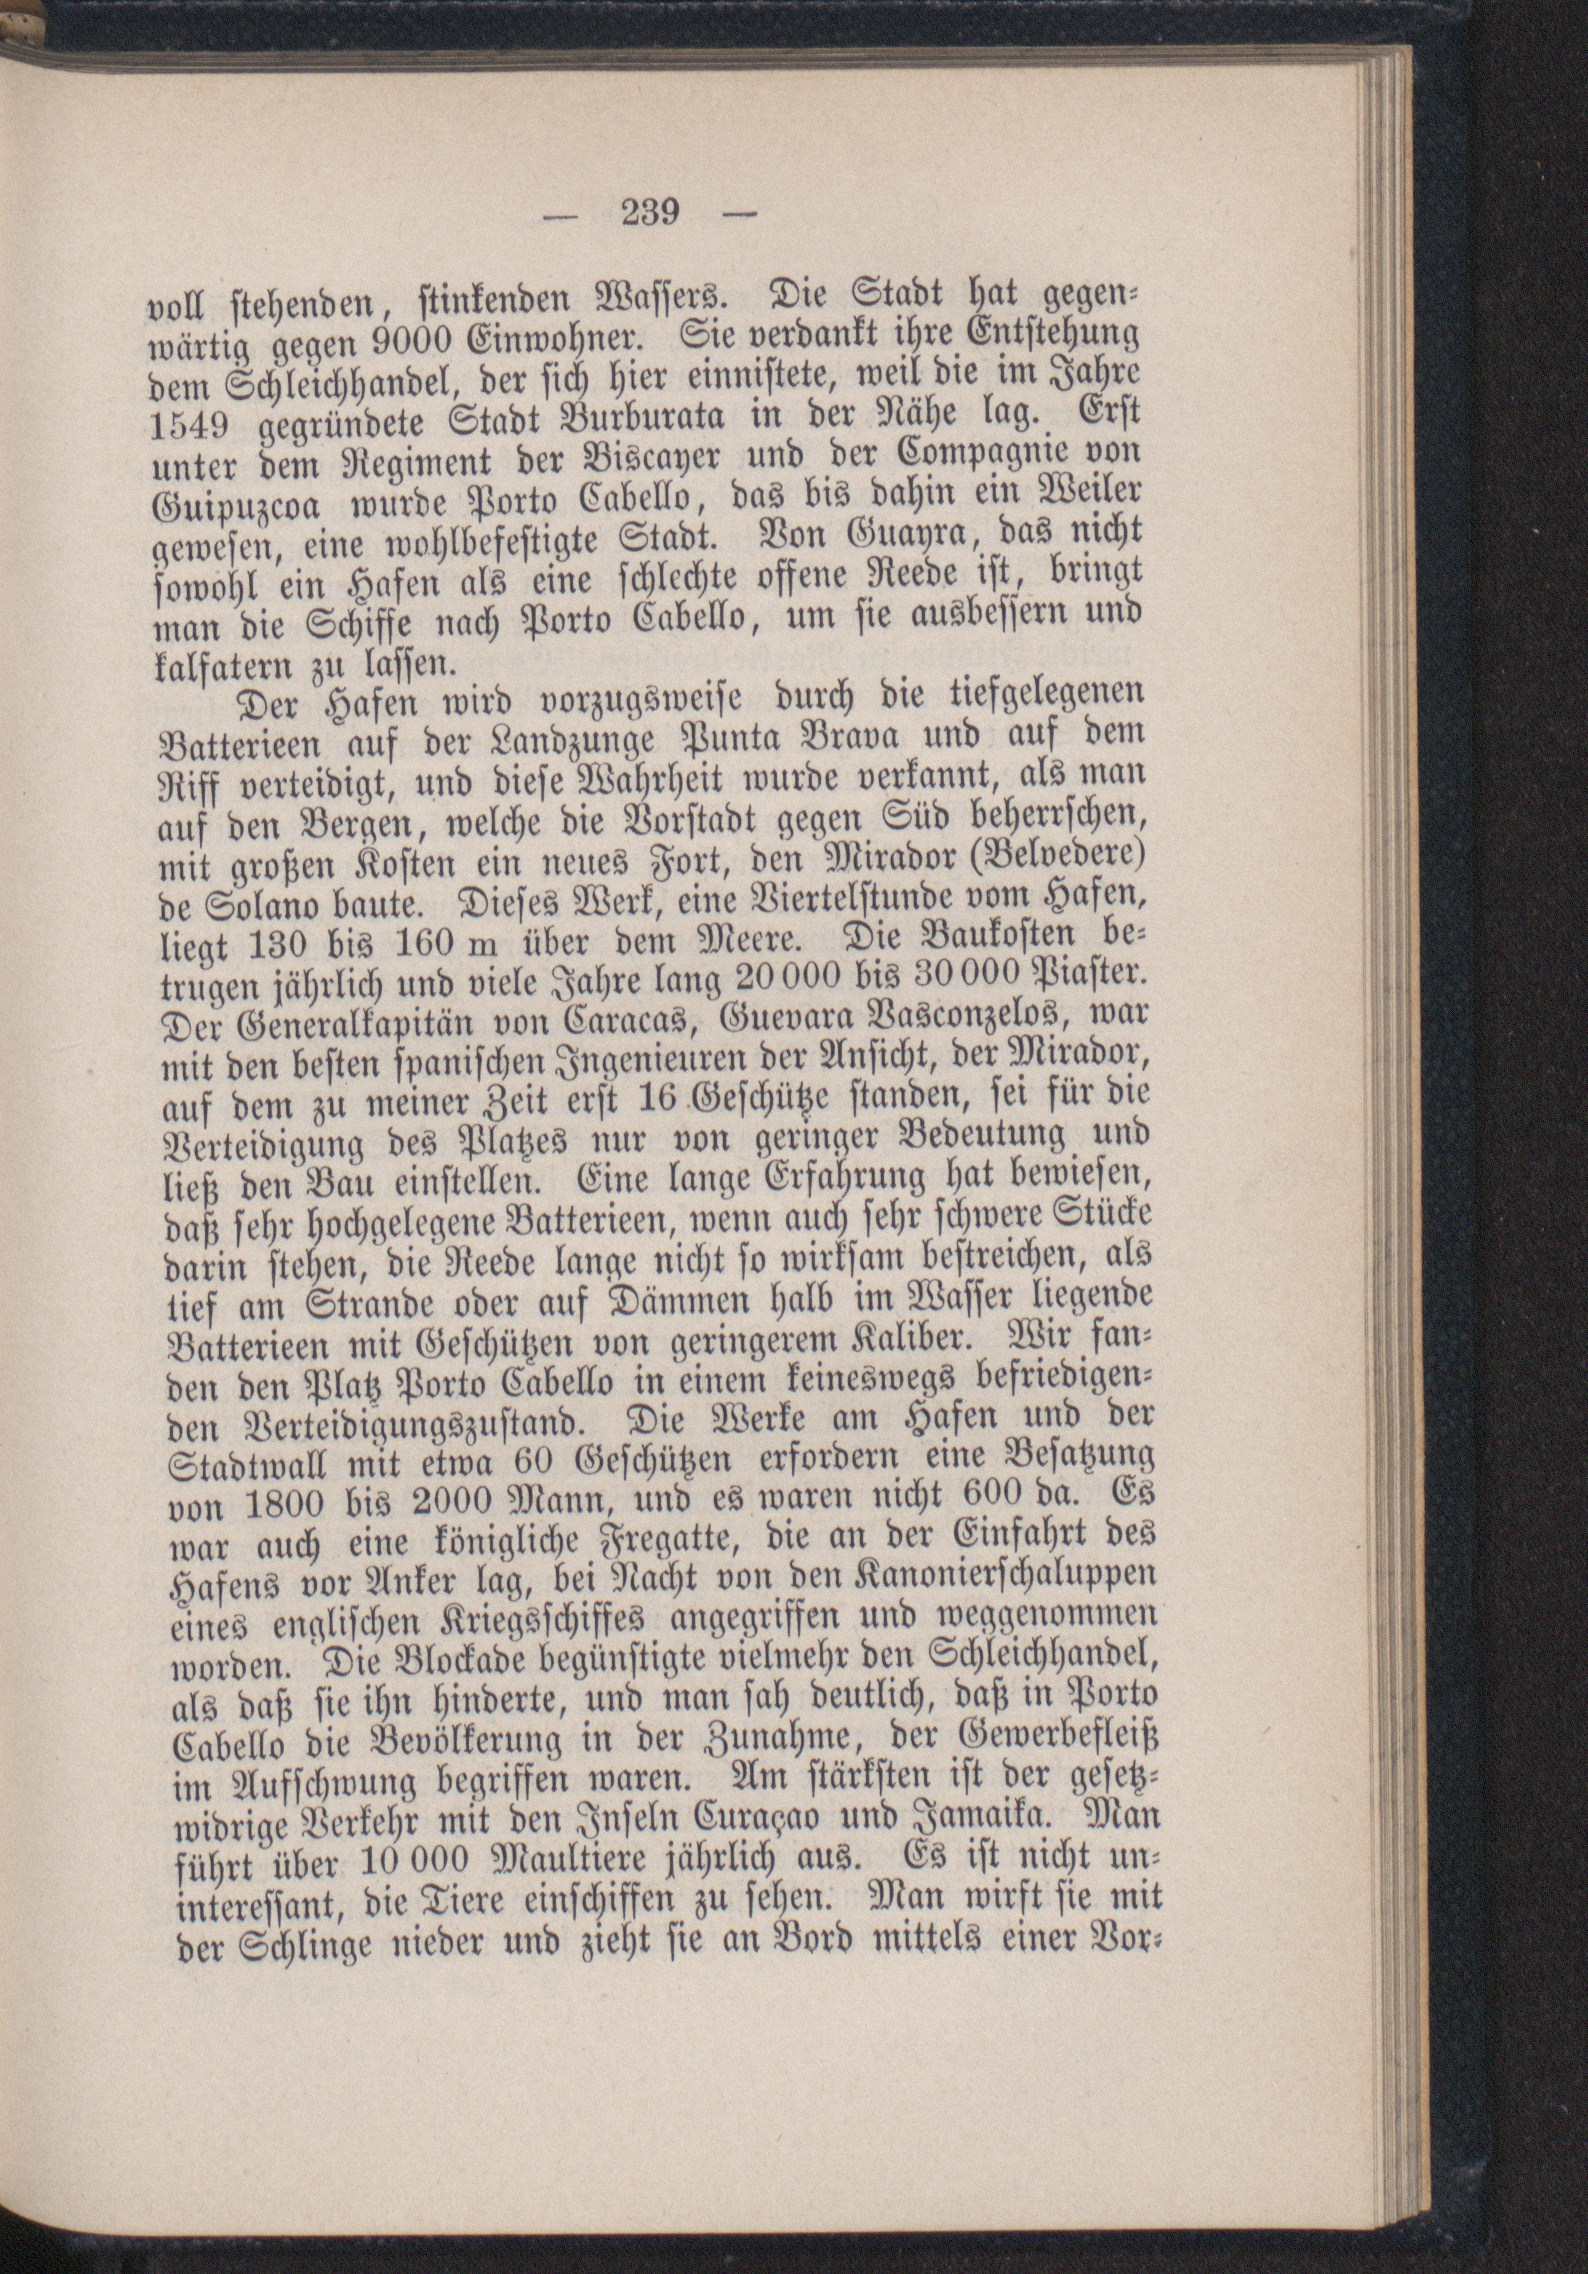 — 239 —
voll stehenden, stinkenden Wassers. Die Stadt hat gegen-
wärtig gegen 9000 Einwohner. Sie verdankt ihre Entstehung
dem Schleichhandel, der sich hier einnistete, weil die im Jahre
1549 gegründete Stadt Burburata in der Nähe lag. Erst
unter dem Regiment der Biscayer und der Compagnie von
Guipuzcoa wurde Porto Cabello, das bis dahin ein Weiler
gewesen, eine wohlbefestigte Stadt. Von Guayra, das nicht
sowohl ein Hafen als eine schlechte offene Reede ist, bringt
man die Schiffe nach Porto Cabello, um sie ausbessern und
kalfatern zu lassen.
Der Hafen wird vorzugsweise durch die tiefgelegenen
Batterieen auf der Landzunge Punta Brava und auf dem
Riff verteidigt, und diese Wahrheit wurde verkannt, als man
auf den Bergen, welche die Vorstadt gegen Süd beherrschen,
mit großen Kosten ein neues Fort, den Mirador (Belvedere)
de Solano baute. Dieses Werk, eine Viertelstunde vom Hafen,
liegt 130 bis 160 m über dem Meere. Die Baukosten be-
trugen jährlich und viele Jahre lang 20 000 bis 30 000 Piaster.
Der Generalkapitän von Caracas, Guevara Vasconzelos, war
mit den besten spanischen Ingenieuren der Ansicht, der Mirador,
auf dem zu meiner Zeit erst 16 Geschütze standen, sei für die
Verteidigung des Platzes nur von geringer Bedeutung und
ließ den Bau einstellen. Eine lange Erfahrung hat bewiesen,
daß sehr hochgelegene Batterieen, wenn auch sehr schwere Stücke
darin stehen, die Reede lange nicht so wirksam bestreichen, als
tief am Strande oder auf Dämmen halb im Wasser liegende
Batterieen mit Geschützen von geringerem Kaliber. Wir fan-
den den Platz Porto Cabello in einem keineswegs befriedigen-
den Verteidigungszustand. Die Werke am Hafen und der
Stadtwall mit etwa 60 Geschützen erfordern eine Besatzung
von 1800 bis 2000 Mann, und es waren nicht 600 da. Es
war auch eine königliche Fregatte, die an der Einfahrt des
Hafens vor Anker lag, bei Nacht von den Kanonierschaluppen
eines englischen Kriegsschiffes angegriffen und weggenommen
worden. Die Blockade begünstigte vielmehr den Schleichhandel,
als daß sie ihn hinderte, und man sah deutlich, daß in Porto
Cabello die Bevölkerung in der Zunahme, der Gewerbefleiß
im Aufschwung begriffen waren. Am stärksten ist der gesetz-
widrige Verkehr mit den Inseln Curaçao und Jamaika. Man
führt über 10 000 Maultiere jährlich aus. Es ist nicht un-
interessant, die Tiere einschiffen zu sehen. Man wirft sie mit
der Schlinge nieder und zieht sie an Bord mittels einer Vor-